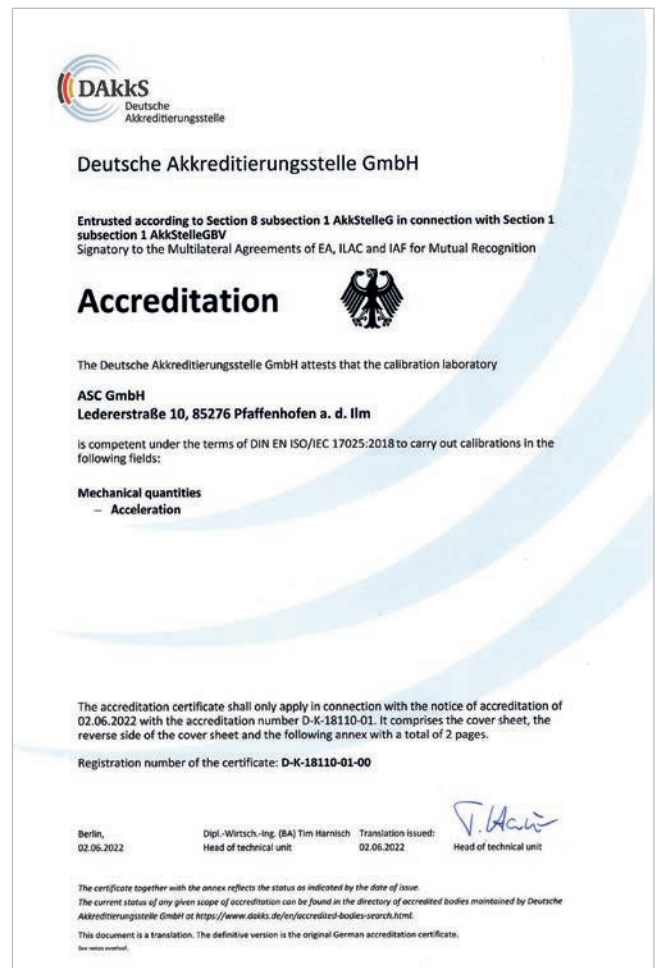 DAkkS
Deutsche
Akkreditierungsstelle
Deutsche Akkreditierungsstelle GmbH
Entrusted according to Section 8 subsection 1 AkkStelleG in connection with Section 1
subsection 1 AkkStelleGBV
Signatory to the Multilateral Agreements of EA, ILAC and IAF for Mutual Recognition
Accreditation
The Deutsche Akkreditierungsstelle GmbH attests that the calibration laboratory
ASC GmbH
Ledererstraße 10, 85276 Pfaffenhofen a. d. Ilm
is competent under the terms of DIN EN ISO/IEC 17025:2018 to carry out calibrations in the
following fields:
Mechanical quantities
– Acceleration
The accreditation certificate shall only apply in connection with the notice of accreditation of
02.06.2022 with the accreditation number D-K-18110-01. It comprises the cover sheet, the
reverse side of the cover sheet and the following annex with a total of 2 pages.
Registration number of the certificate: D-K-18110-01-00
Berlin, Dipl.-Wirtsch.-Ing. (BA) Tim Harnisch Translation issued:
02.06.2022 Head of technical unit 02.06.2022 Head of technical unit
The certificate together with the annex reflects the status as indicated by the date of issue.
The current status of any given scope of accreditation can be found in the directory of accredited bodies maintained by Deutsche
Akkreditierungsstelle GmbH at https://www.dakks.de/en/accredited-bodies-search.html.
This document is a translation. The definitive version is the original German accreditation certificate.
See notes overleaf.